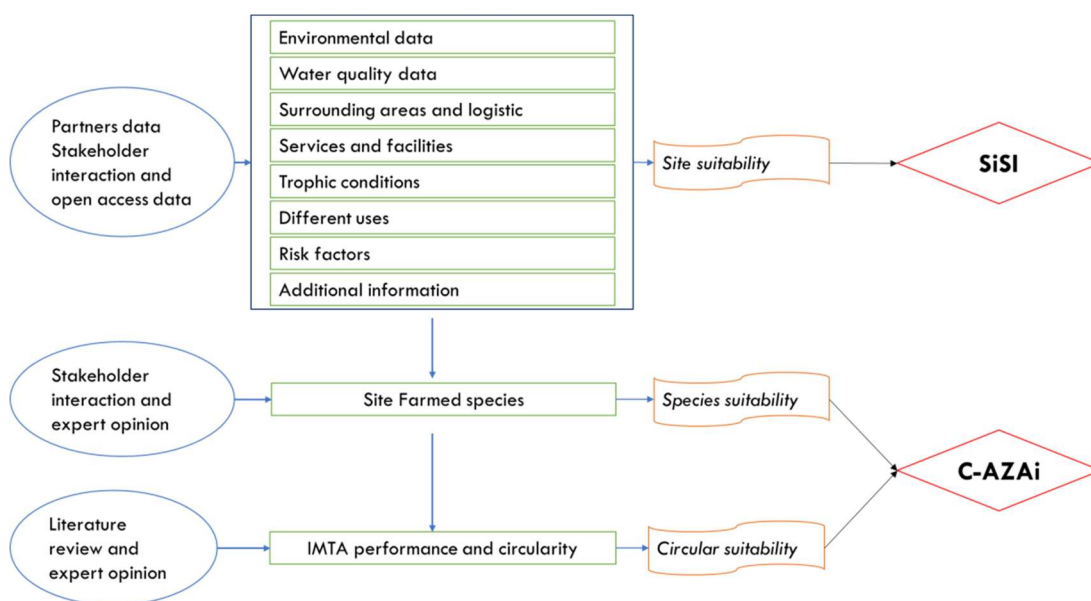 Partners data
Stakeholder
interaction and
open access data
Environmental data
Water quality data
Surrounding areas and logistic
Services and facilities
Trophic conditions
Different uses
Risk factors
Additional information
Site suitability
SiSI
Stakeholder
interaction and
expert opinion
Site Farmed species
Species suitability
C-AZAi
Literature
review and
expert opinion
IMTA performance and circularity
Circular suitability